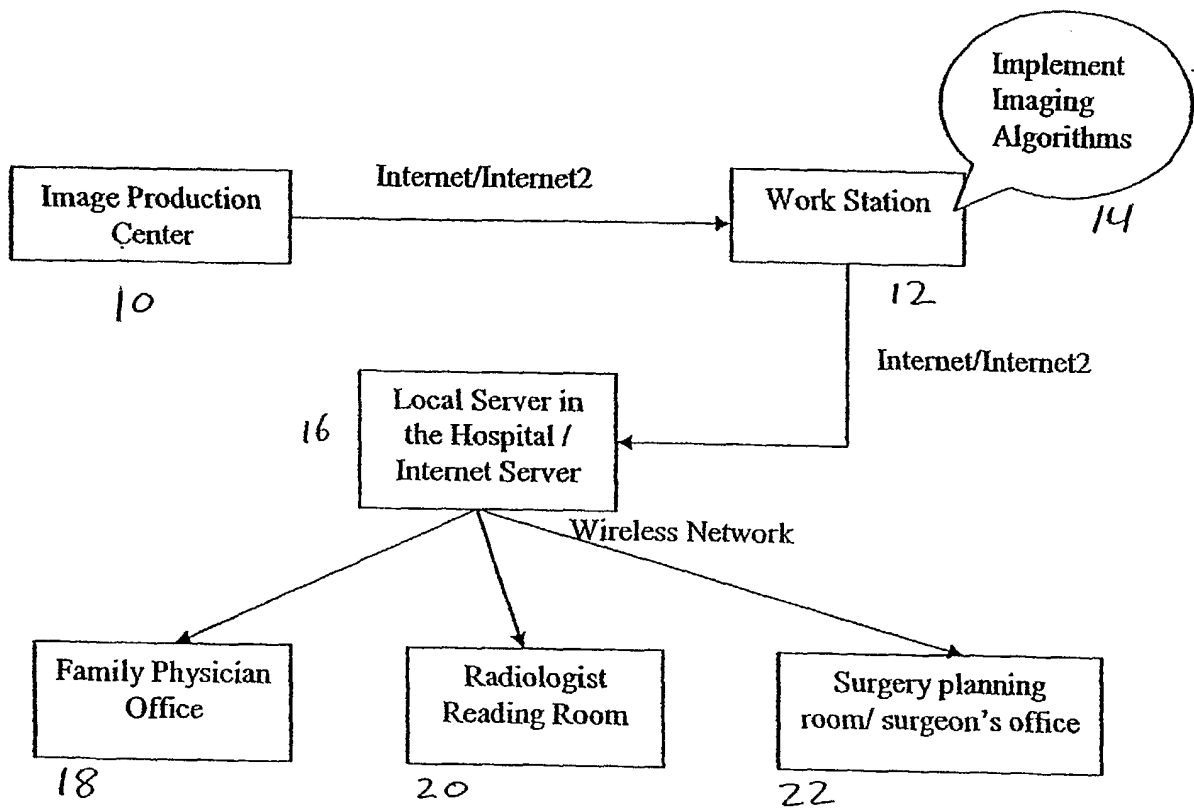 Implement
Imaging
Algorithms
14
Internet/Internet2
Image Production
Center
10
Work Station
12
Internet/Internet2
Local Server in
the Hospital /
Internet Server
16
Wireless Network
Family Physician
Office
18
Radiologist
Reading Room
20
Surgery planning
room/ surgeon's office
22